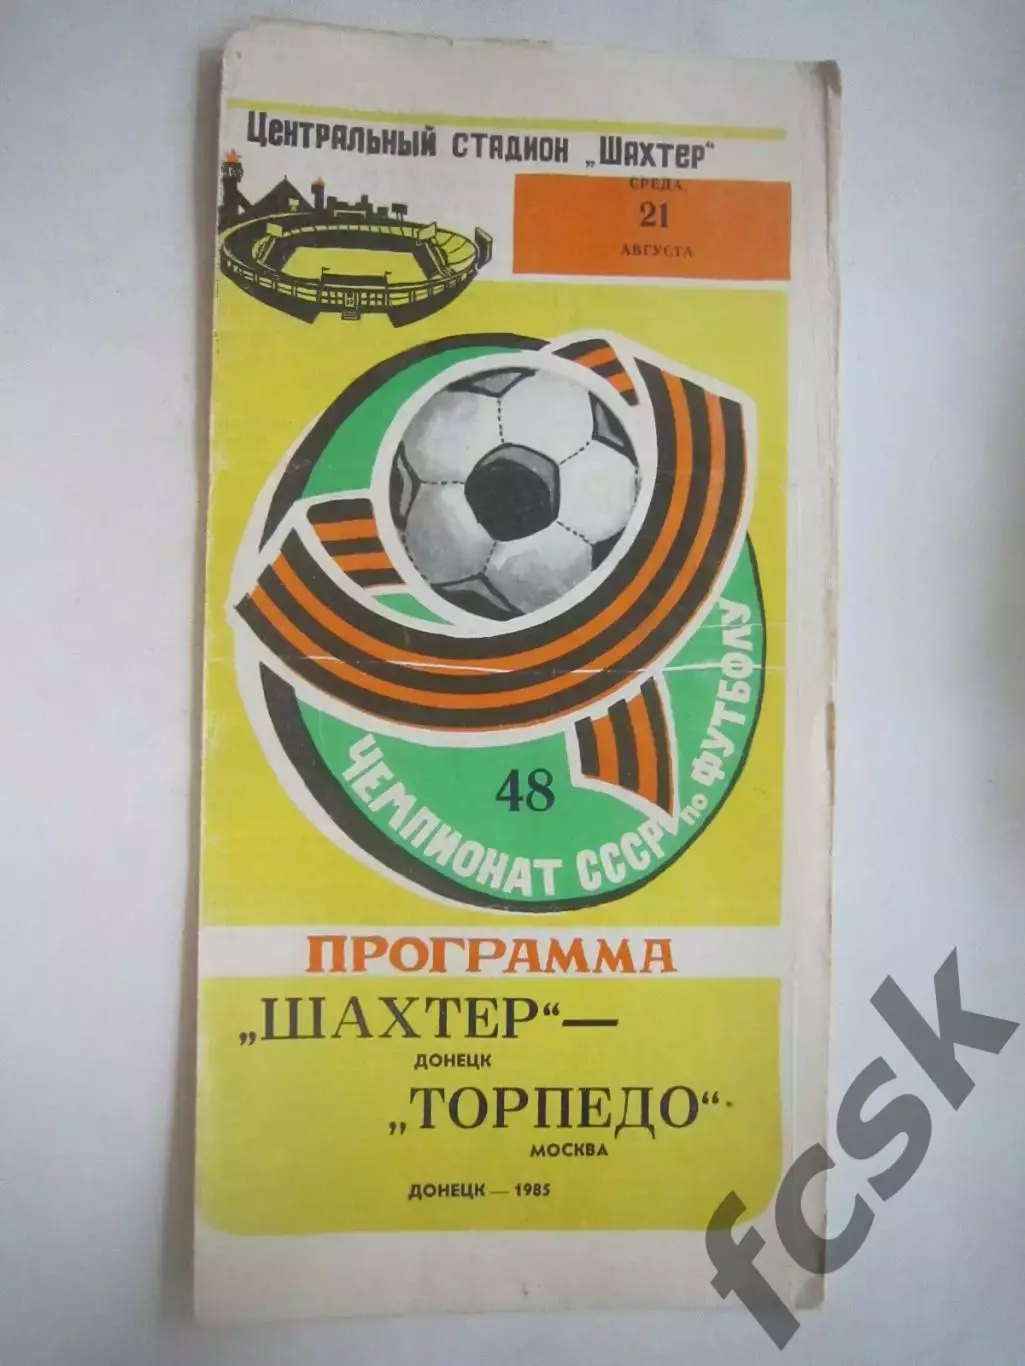 Центральный стадион „Шахтер“
СРЕДА,
21
АВГУСТА
48
ЧЕМПИОНАТ СССР по ФУТБОЛУ
ПРОГРАММА
„ШАХТЕР“—
ДОНЕЦК
„ТОРПЕДО“
МОСКВА
ДОНЕЦК — 1985
fcsk